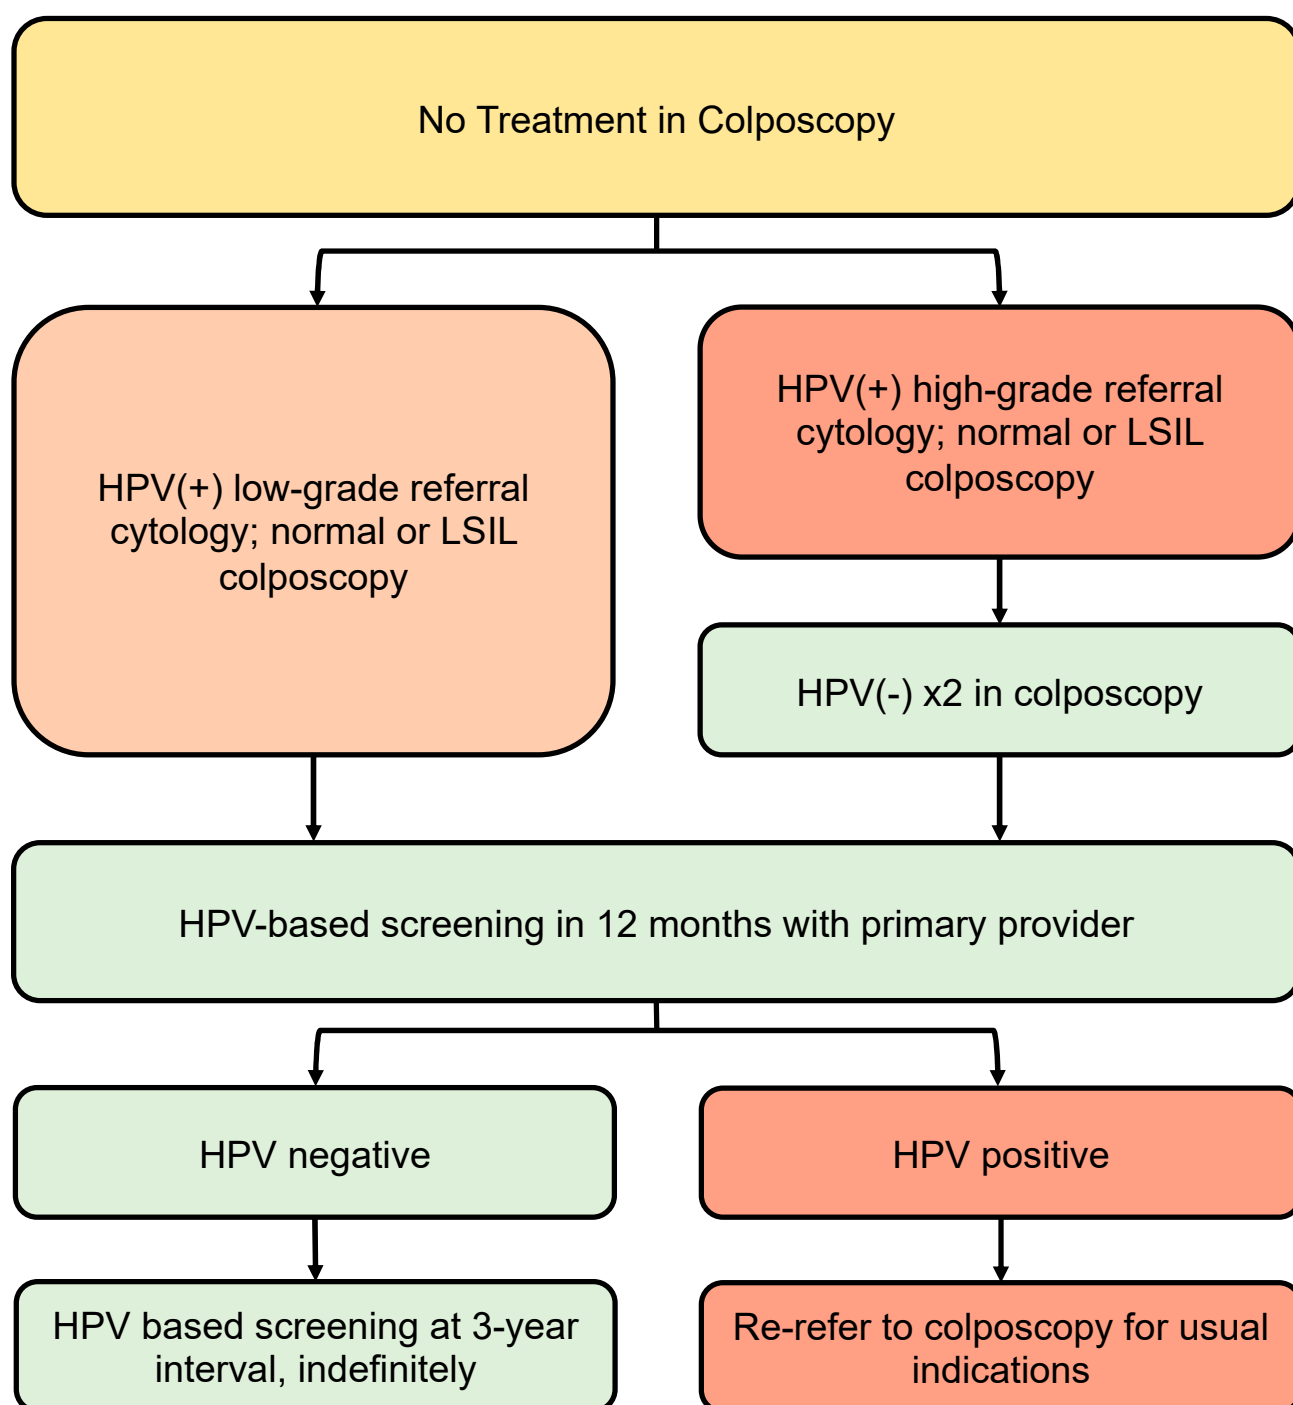 No Treatment in Colposcopy
HPV(+) low-grade referral
cytology; normal or LSIL
colposcopy
HPV(+) high-grade referral
cytology; normal or LSIL
colposcopy
HPV(-) x2 in colposcopy
HPV-based screening in 12 months with primary provider
HPV negative
HPV positive
HPV based screening at 3-year
interval, indefinitely
Re-refer to colposcopy for usual
indications